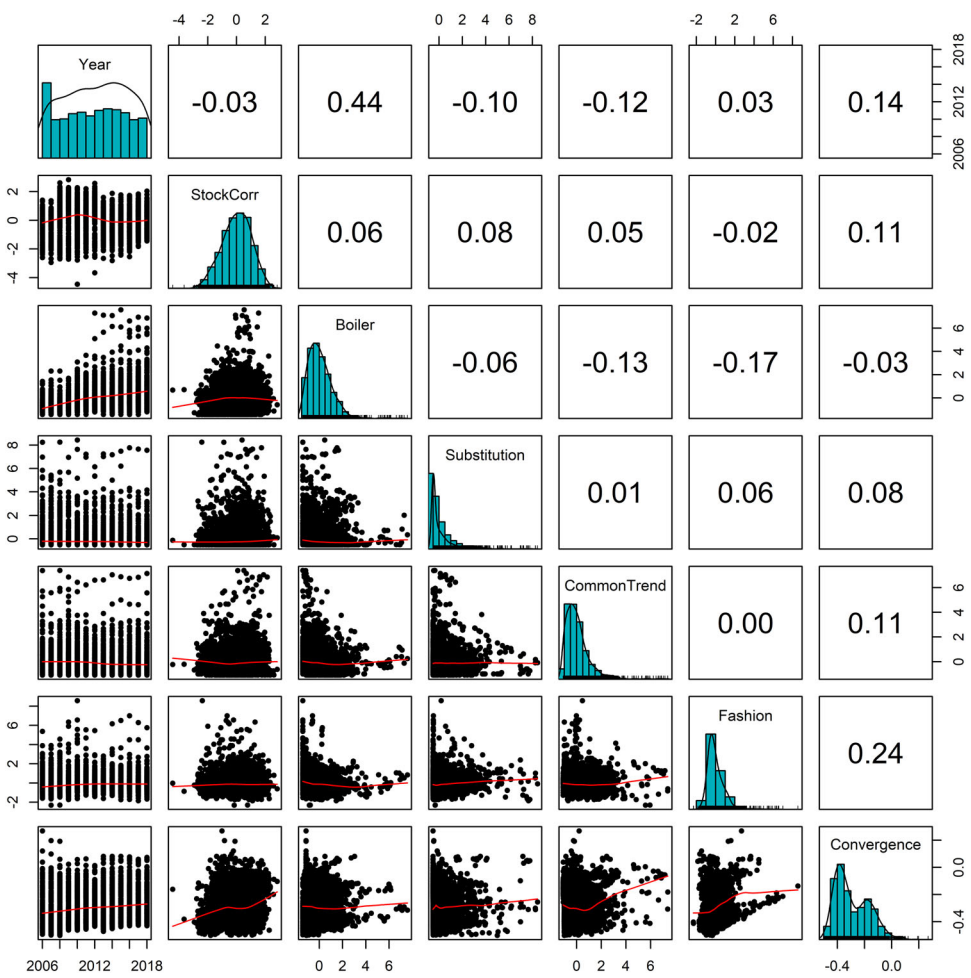 -4 -2 0 2
0 2 4 6 8
-2 2 6
Year
-0.03
0.44
-0.10
-0.12
0.03
0.14
2006 2012 2018
-4 -2 0 2
StockCorr
0.06
0.08
0.05
-0.02
0.11
Boiler
-0.06
-0.13
-0.17
-0.03
0 2 4 6
0 2 4 6 8
Substitution
0.01
0.06
0.08
CommonTrend
0.00
0.11
0 2 4 6
-2 2 6
Fashion
0.24
Convergence
-0.4 0.0
2006 2012 2018
0 2 4 6
0 2 4 6
-0.4 0.0